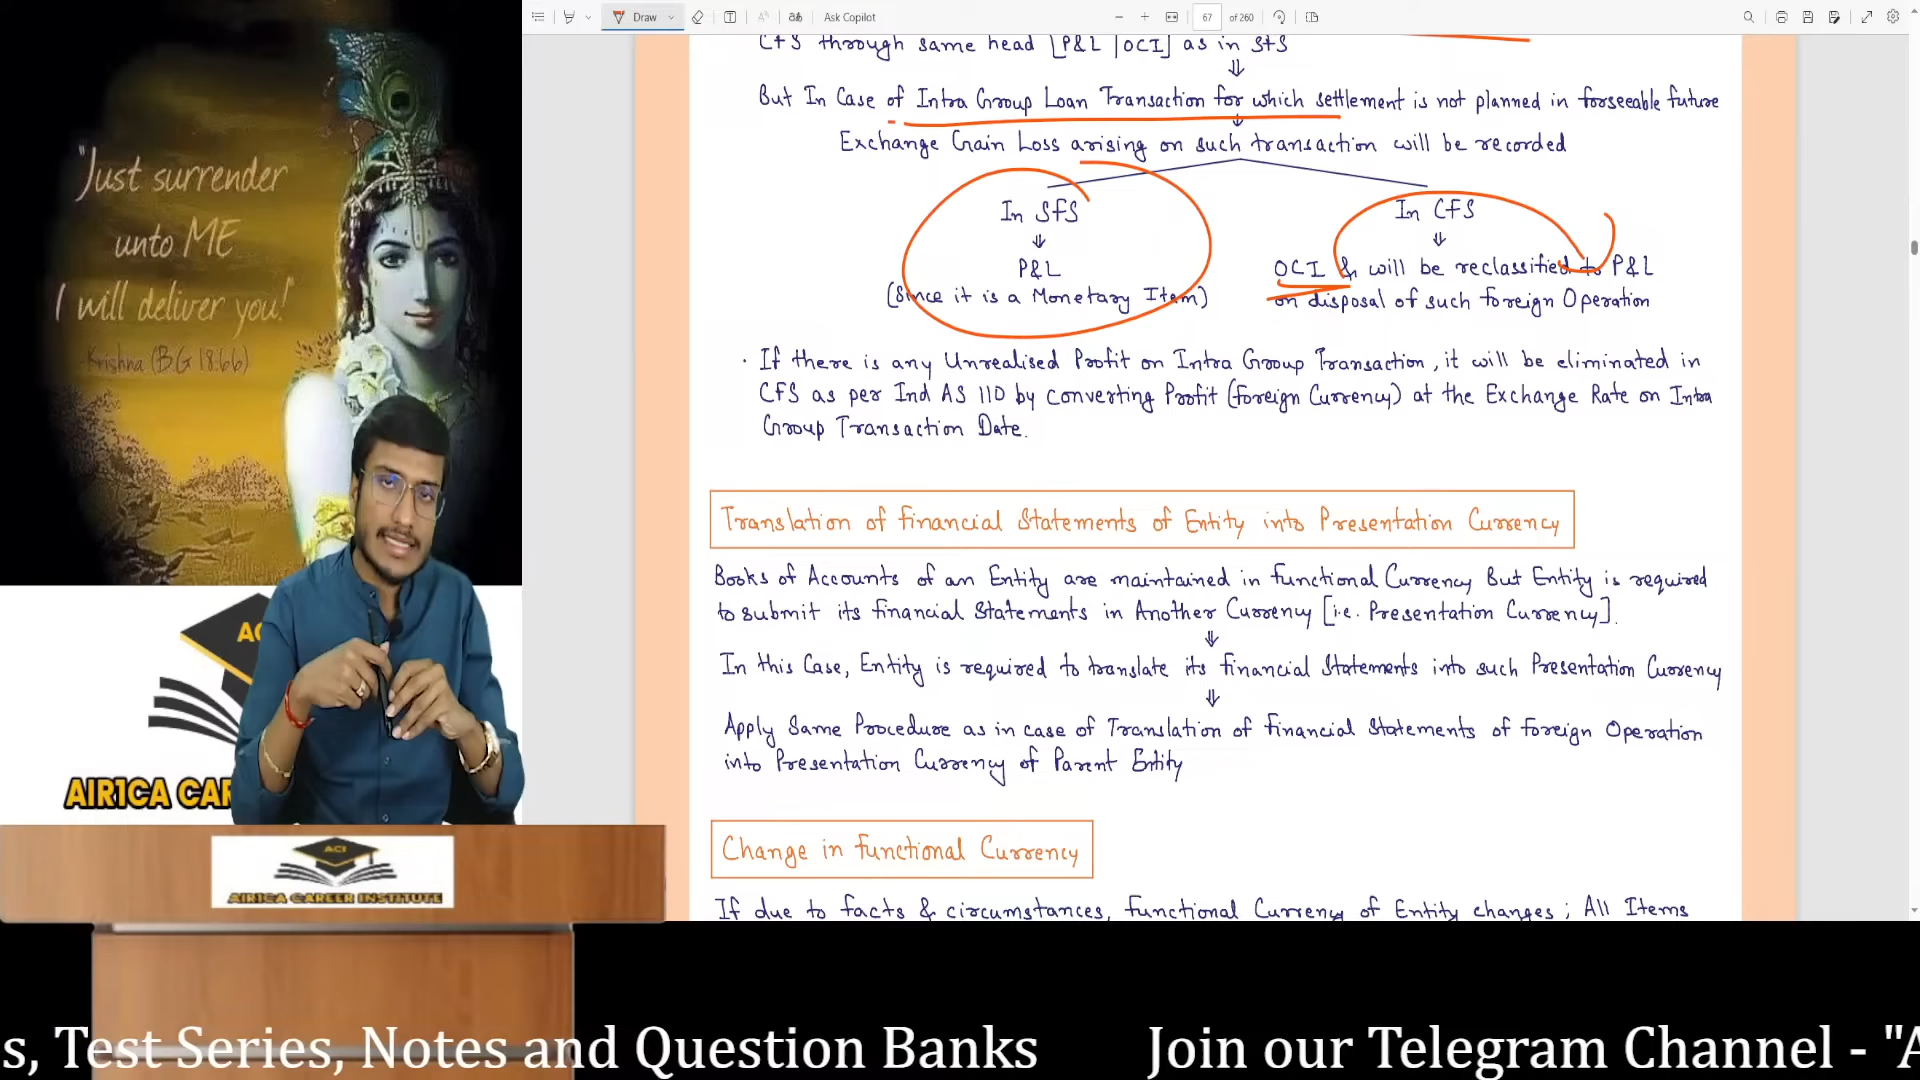 Draw
Ask Copilot
67 of 260
CFS through same head [P&L | OCI] as in SFS
But In Case of Intra Group Loan Transaction for which settlement is not planned in forseeable future
Exchange Gain Loss arising on such transaction will be recorded
In SFS
In CFS
P&L
(Since it is a Monetary Item)
OCI & will be reclassified to P&L
on disposal of such foreign Operation
· If there is any Unrealised Profit on Intra Group Transaction, it will be eliminated in
CFS as per Ind AS 110 by converting Profit (Foreign Currency) at the Exchange Rate on Intra
Group Transaction Date.
Translation of Financial Statements of Entity into Presentation Currency
Books of Accounts of an Entity are maintained in functional Currency But Entity is required
to submit its financial Statements in Another Currency [i.e. Presentation Currency].
In this Case, Entity is required to translate its financial Statements into such Presentation Currency
Apply Same Procedure as in case of Translation of financial Statements of foreign Operation
into Presentation Currency of Parent Entity
Change in functional Currency
If due to facts & circumstances, functional Currency of Entity changes; All Items
"Just surrender
unto ME
I will deliver you!"
-Krishna (B.G 18:66)
AC
AIR1CA CAR
ACI
AIR1CA CAREER INSTITUTE
s, Test Series, Notes and Question Banks
Join our Telegram Channel - "A